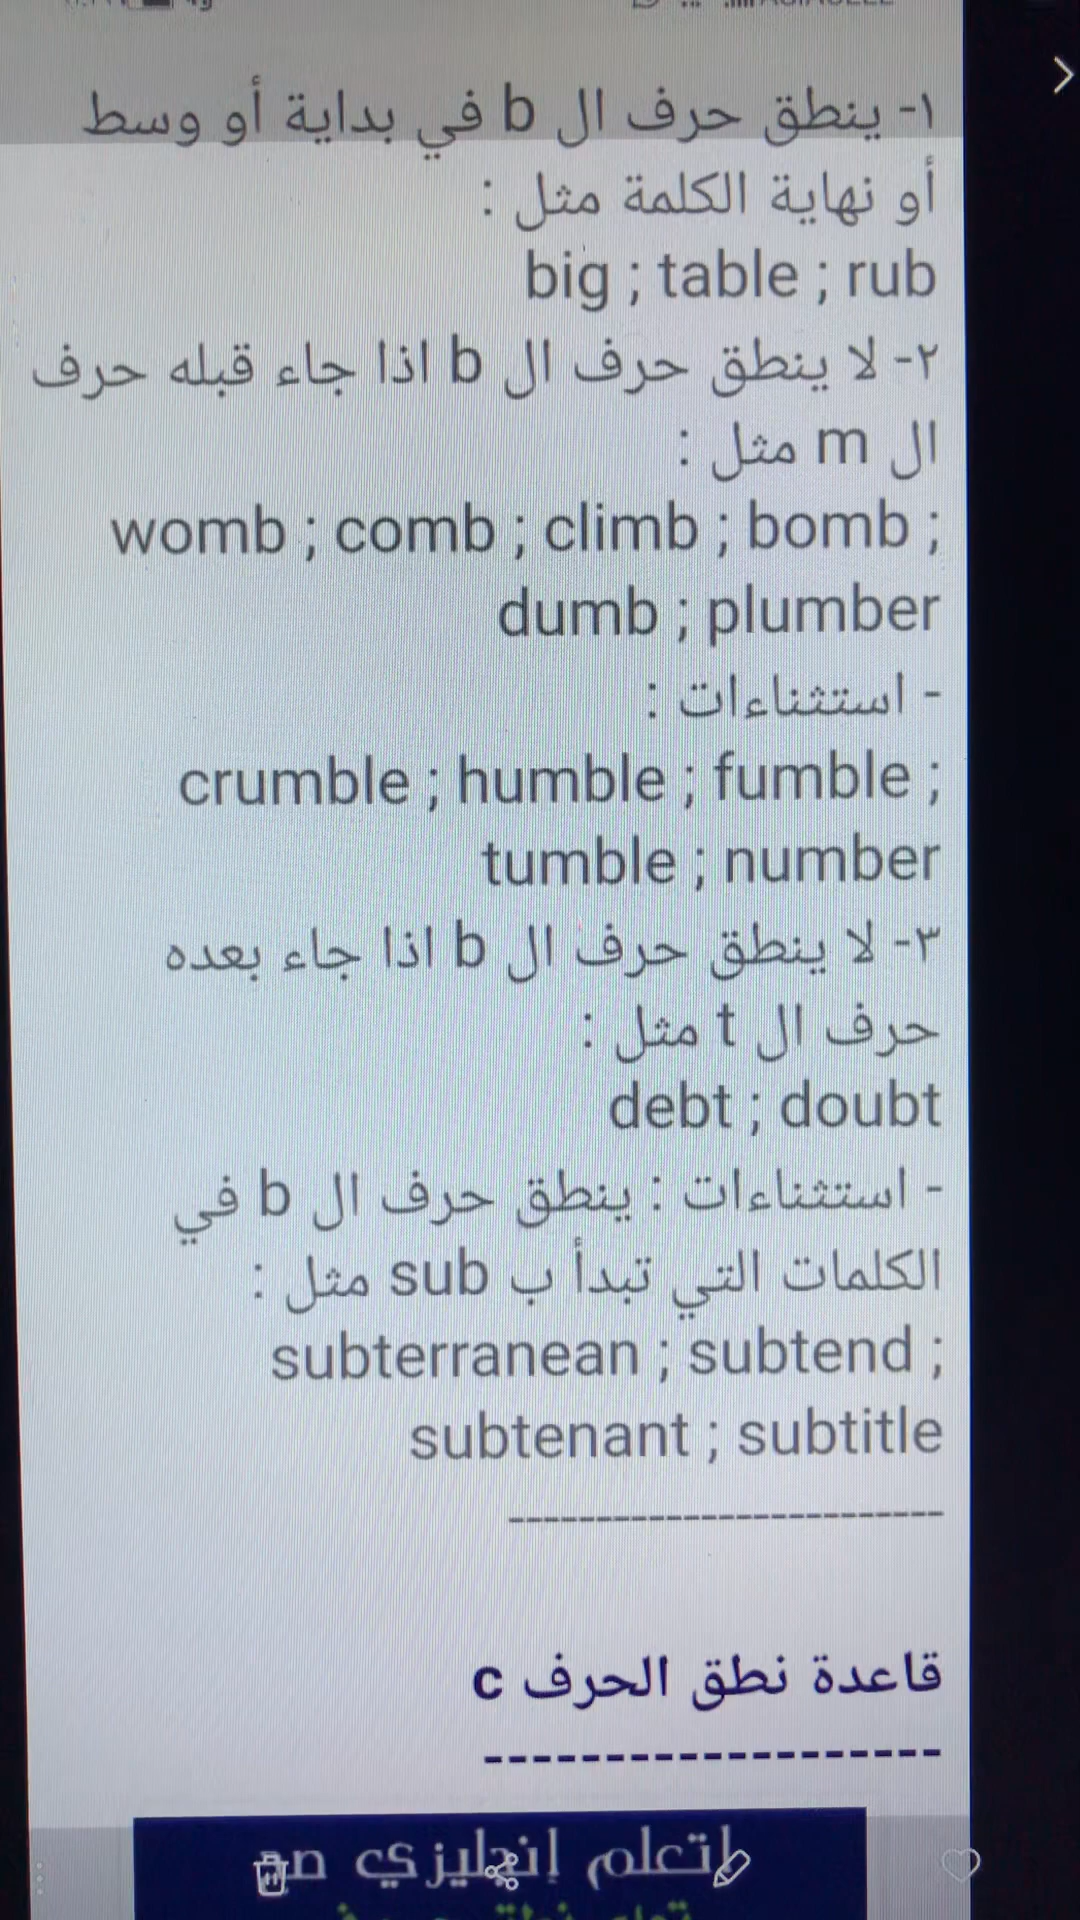 ١- ينطق حرف ال b في بداية أو وسط
أو نهاية الكلمة مثل :
big ; table ; rub
٢- لا ينطق حرف ال b اذا جاء قبله حرف
ال m مثل :
womb ; comb ; climb ; bomb ;
dumb ; plumber
- استثناءات :
crumble ; humble ; fumble ;
tumble ; number
٣- لا ينطق حرف ال b اذا جاء بعده
حرف ال t مثل :
debt ; doubt
- استثناءات : ينطق حرف ال b في
الكلمات التي تبدأ ب sub مثل :
subterranean ; subtend ;
subtenant ; subtitle
------------------------
قاعدة نطق الحرف c
-------------------
إنجليزي